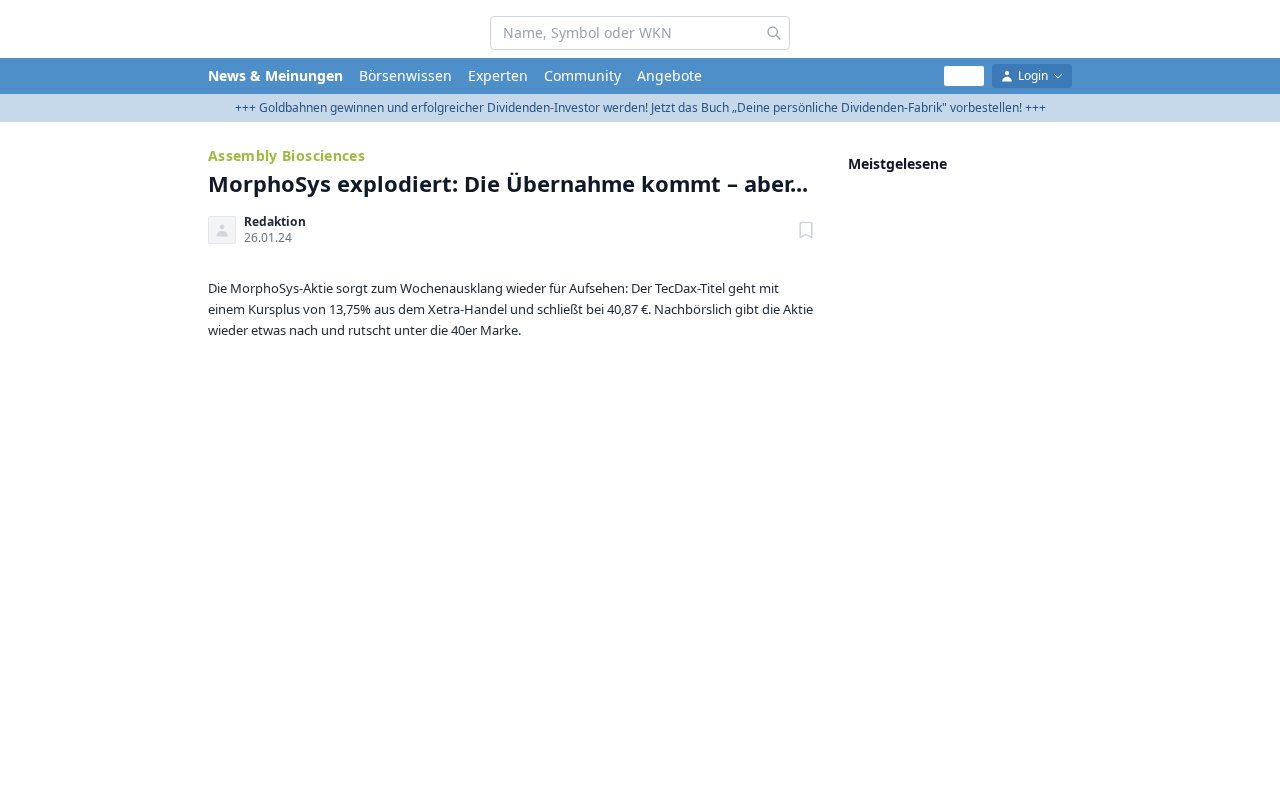 Name, Symbol oder WKN
News & Meinungen Börsenwissen Experten Community Angebote Login
+++ Goldbahnen gewinnen und erfolgreicher Dividenden-Investor werden! Jetzt das Buch „Deine persönliche Dividenden-Fabrik" vorbestellen! +++
Assembly Biosciences
MorphoSys explodiert: Die Übernahme kommt – aber...
Redaktion
26.01.24
Die MorphoSys-Aktie sorgt zum Wochenausklang wieder für Aufsehen: Der TecDax-Titel geht mit
einem Kursplus von 13,75% aus dem Xetra-Handel und schließt bei 40,87 €. Nachbörslich gibt die Aktie
wieder etwas nach und rutscht unter die 40er Marke.
Meistgelesene